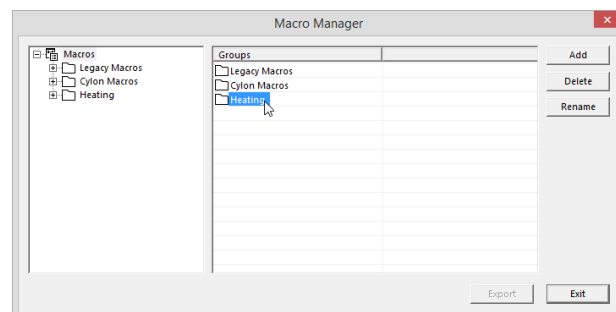 Macro Manager
Macros
Legacy Macros
Cylon Macros
Heating
Groups
Legacy Macros
Cylon Macros
Heating
Add
Delete
Rename
Export
Exit